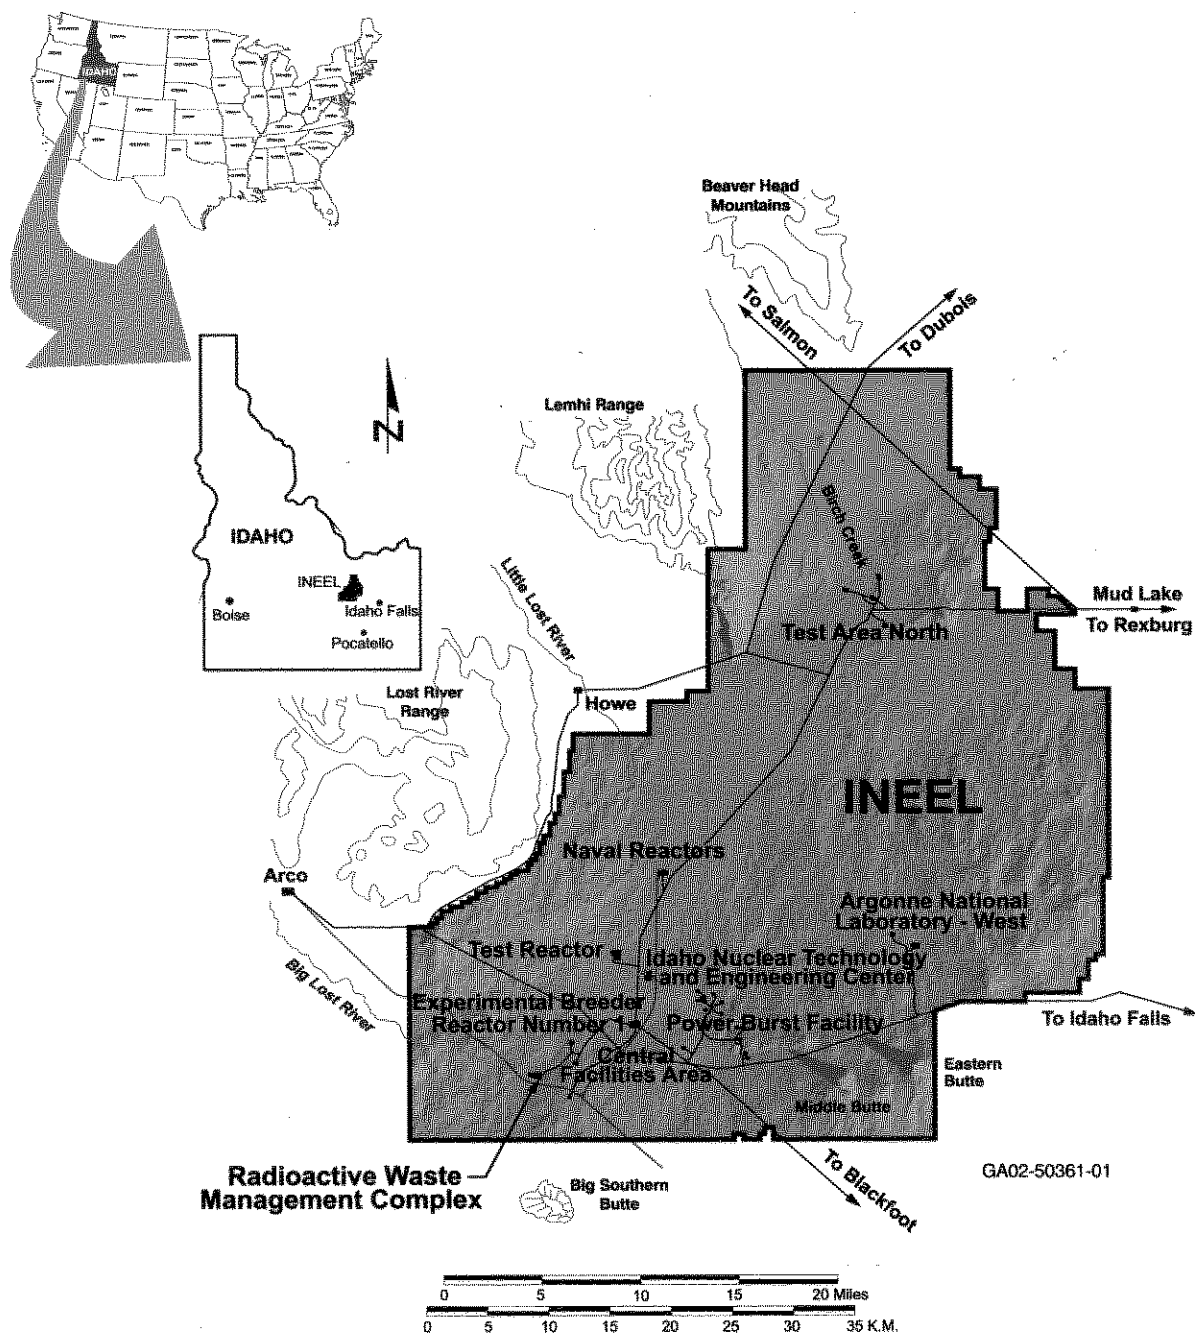 IDAHO
Beaver Head
Mountains
To Salmon
To Dubois
N
Lemhi Range
IDAHO
INEEL
Boise
Idaho Falls
Pocatello
Birch Creek
Little Lost River
Mud Lake
To Rexburg
Test Area North
Lost River
Range
Howe
INEEL
Naval Reactors
Arco
Argonne National
Laboratory - West
Test Reactor
Idaho Nuclear Technology
and Engineering Center
Big Lost River
Experimental Breeder
Reactor Number 1
Power Burst Facility
To Idaho Falls
Central
Facilities Area
Eastern
Butte
Middle Butte
Radioactive Waste
Management Complex
Big Southern
Butte
To Blackfoot
GA02-50361-01
0 5 10 15 20 Miles
0 5 10 15 20 25 30 35 K.M.